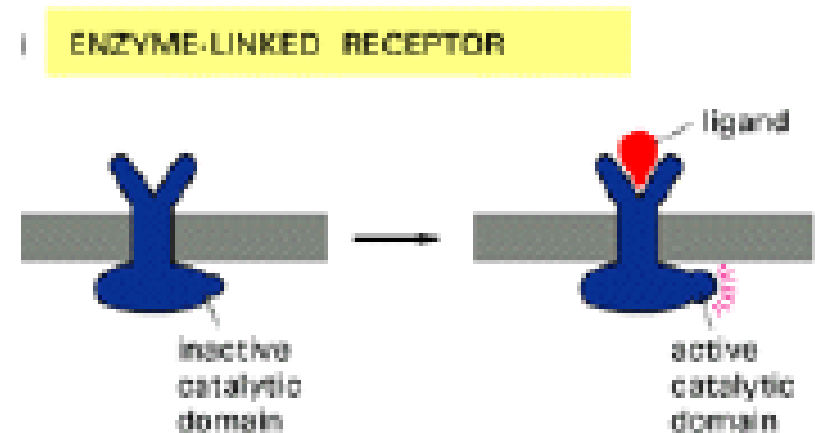 ENZYME-LINKED RECEPTOR
ligand
inactive
catalytic
domain
active
catalytic
domain